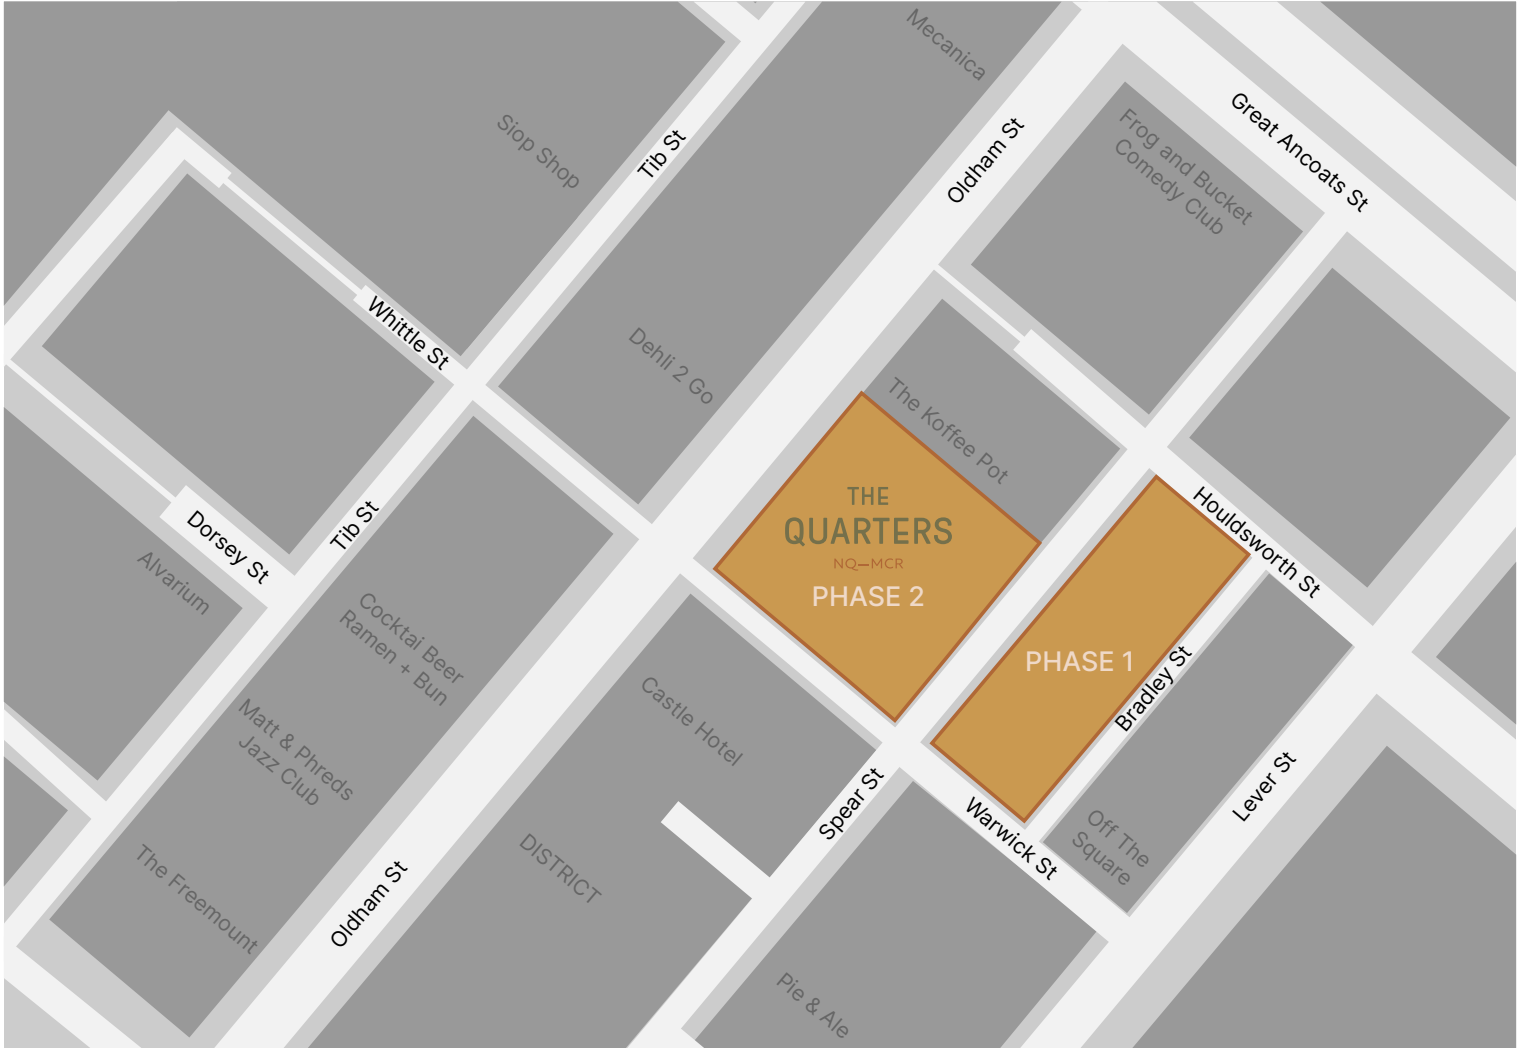 Mecanica
Great Ancoats St
Siop Shop
Tib St
Oldham St
Frog and Bucket
Comedy Club
Whittle St
Dehli 2 Go
The Koffee Pot
THE
QUARTERS
NQ—MCR
PHASE 2
Houldsworth St
Dorsey St
Tib St
Alvarium
Cocktai Beer
Ramen + Bun
Castle Hotel
PHASE 1
Bradley St
Matt & Phreds
Jazz Club
Spear St
Lever St
Warwick St
Off The
Square
The Freemount
Oldham St
DISTRICT
Pie & Ale